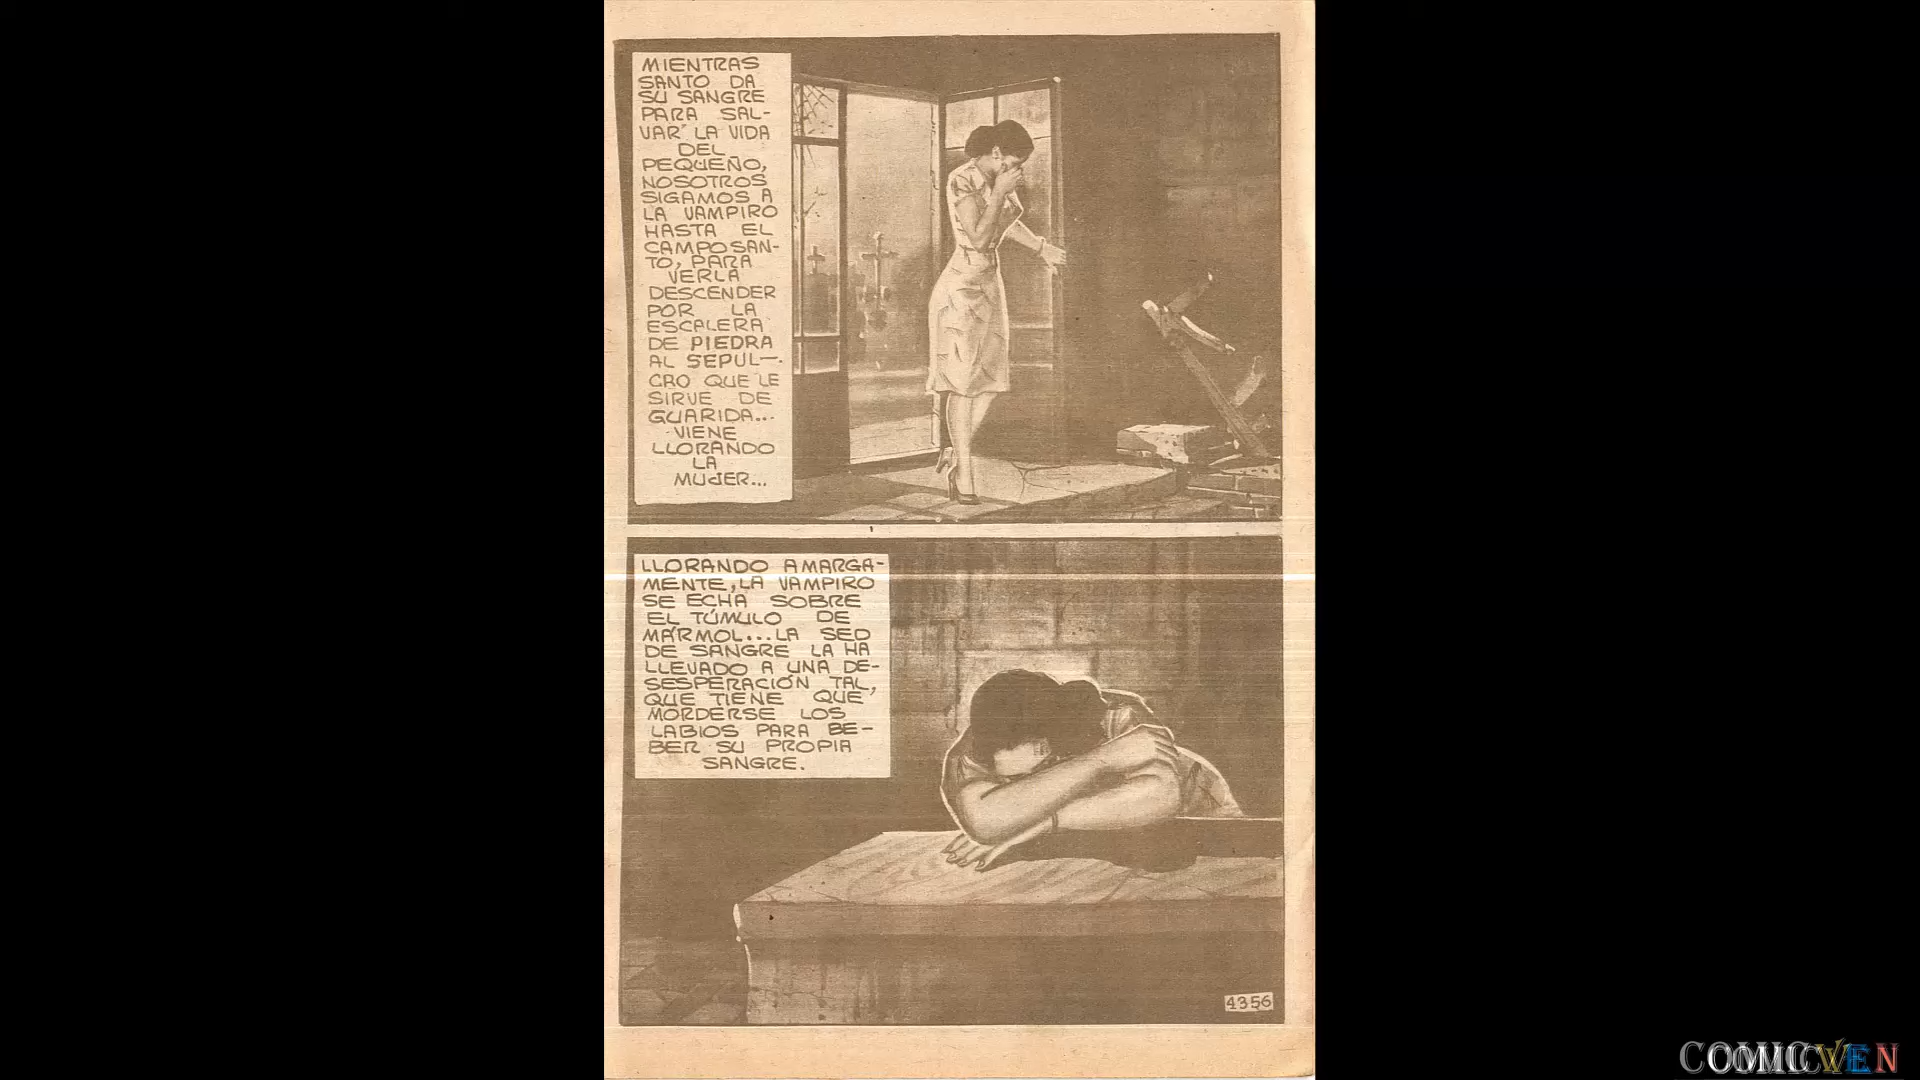 MIENTRAS
SANTO DA
SU SANGRE
PARA SAL-
VAR LA VIDA
DEL
PEQUEÑO,
NOSOTROS
SIGAMOS A
LA VAMPIRO
HASTA EL
CAMPOSAN-
TO, PARA
VERLA
DESCENDER
POR LA
ESCALERA
DE PIEDRA
AL SEPUL-
CRO QUE LE
SIRVE DE
GUARIDA...
VIENE
LLORANDO
LA
MUJER...
LLORANDO AMARGA-
MENTE, LA VAMPIRO
SE ECHA SOBRE
EL TÚMULO DE
MÁRMOL... LA SED
DE SANGRE LA HA
LLEVADO A UNA DE-
SESPERACIÓN TAL,
QUE TIENE QUE
MORDERSE LOS
LABIOS PARA BE-
BER SU PROPIA
SANGRE.
4356
COMICVEN